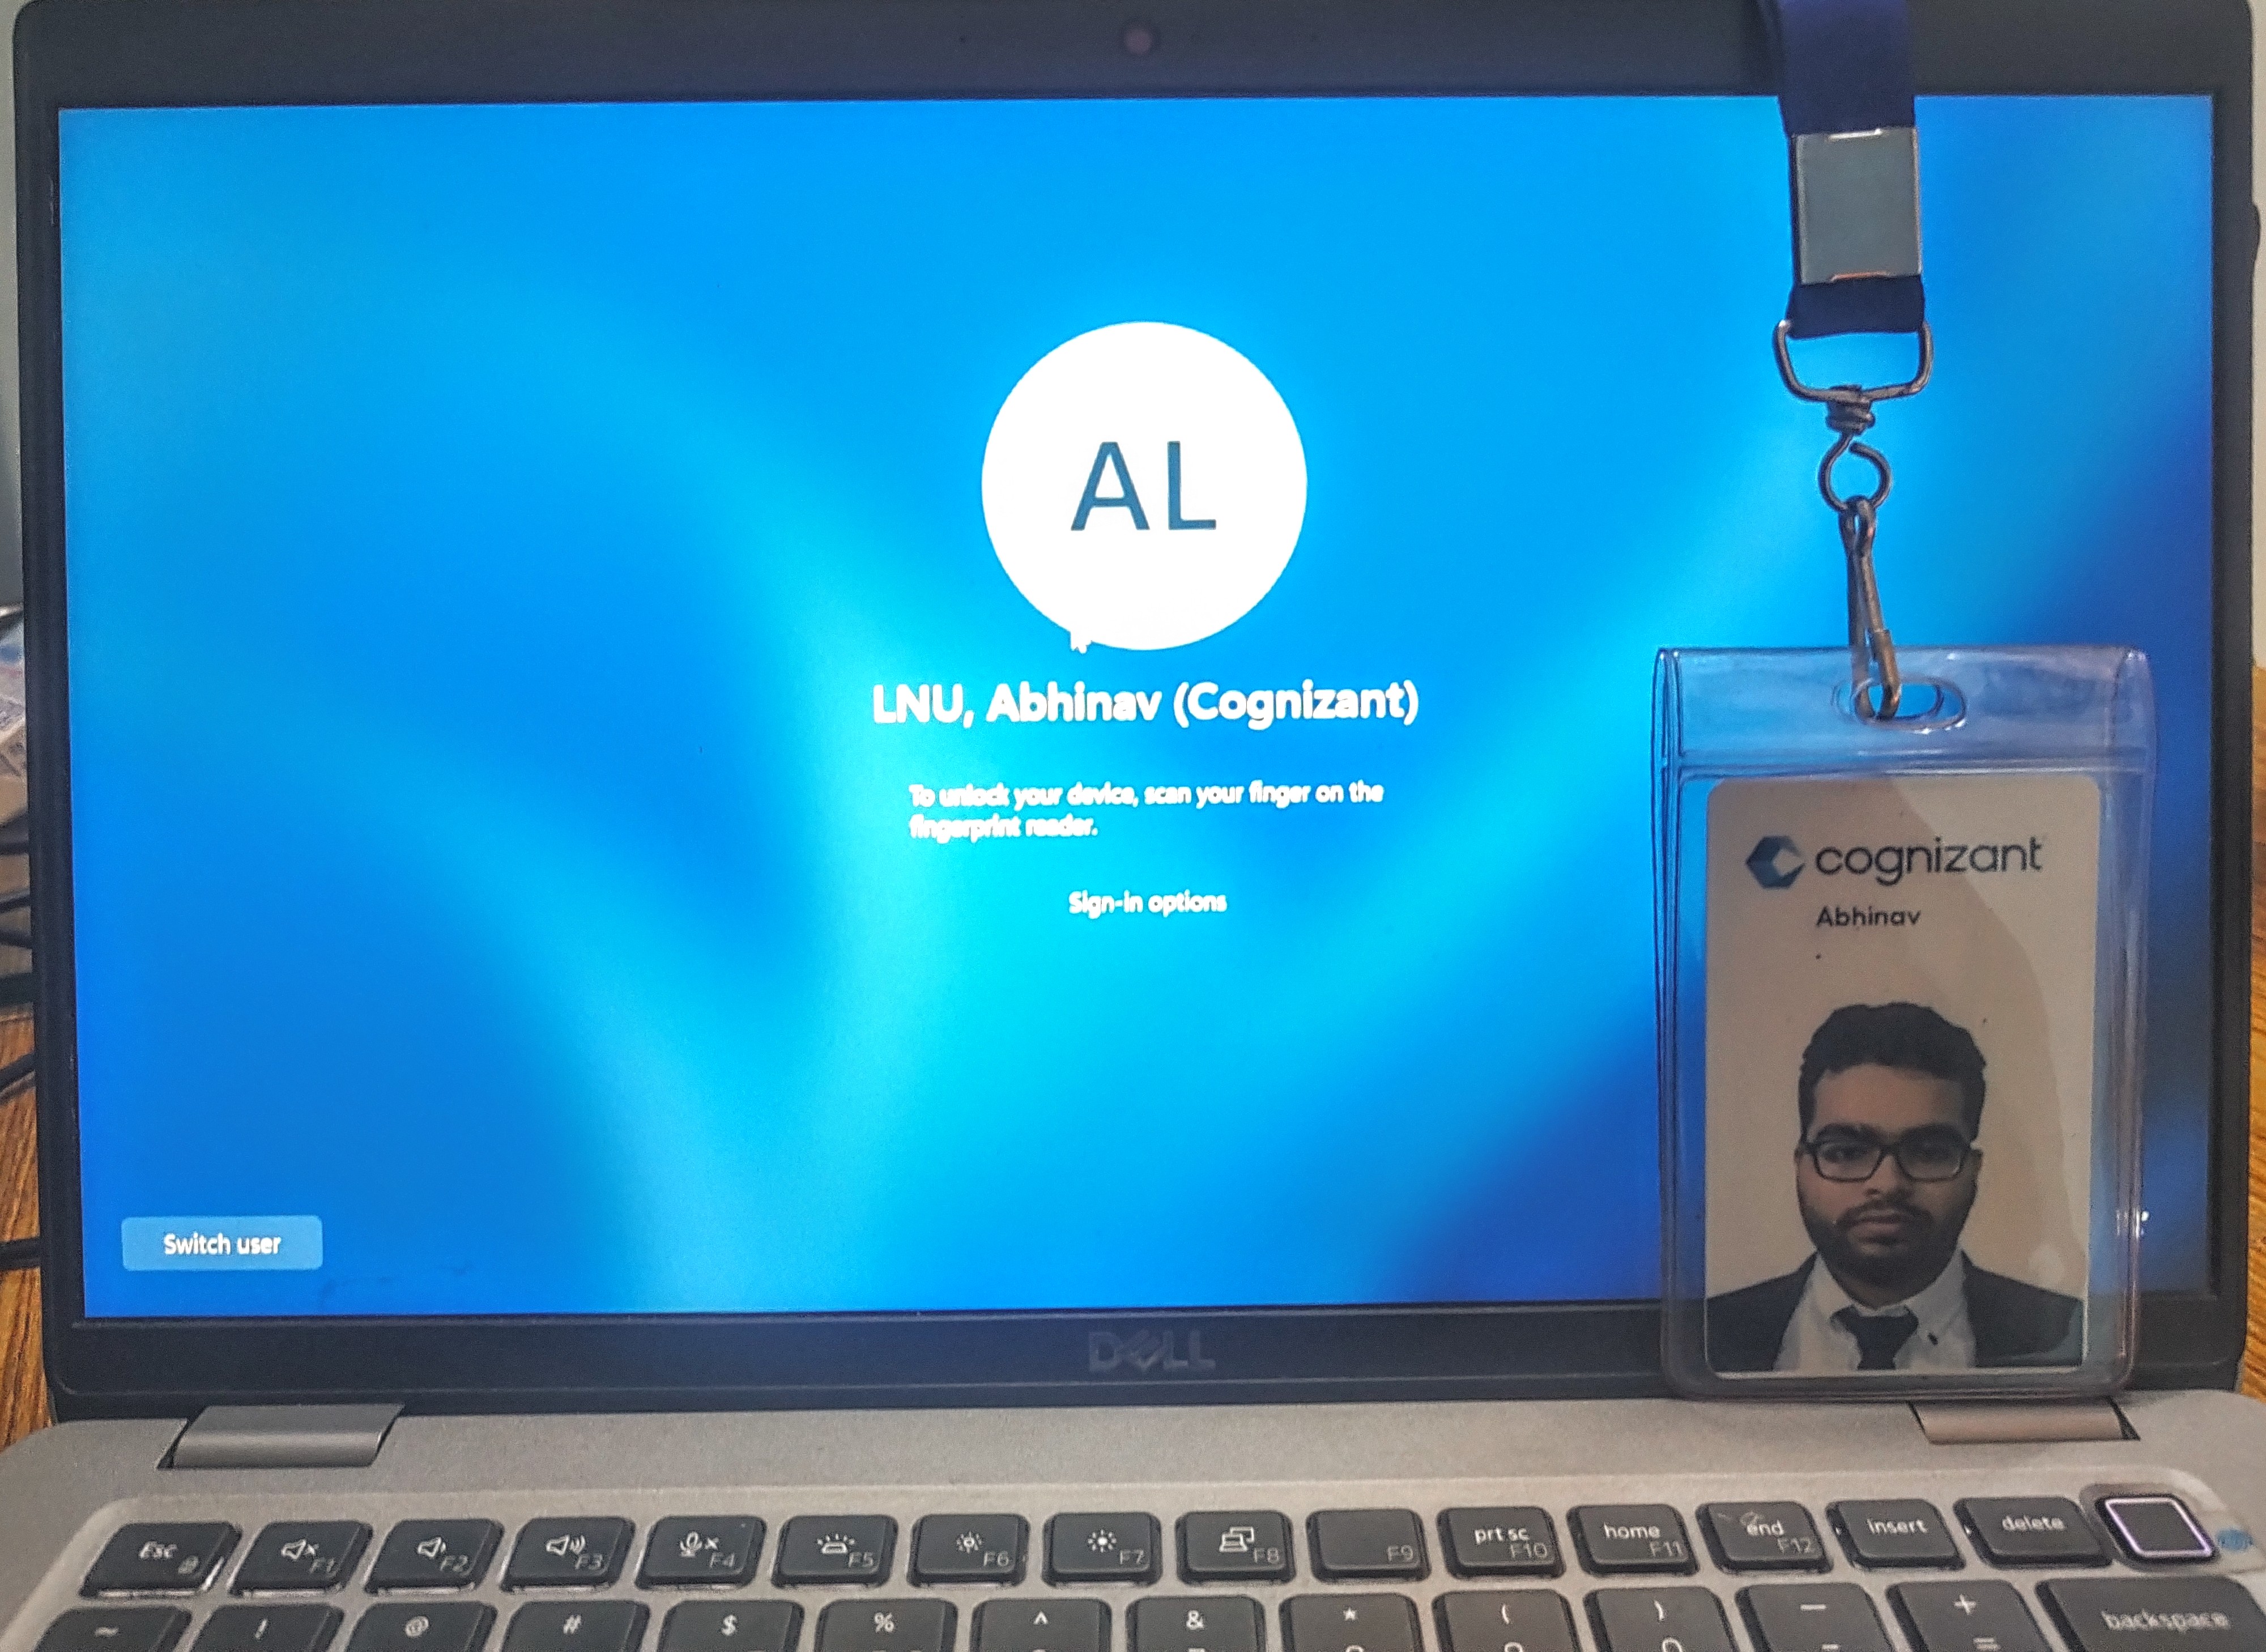 AL
LNU, Abhinav (Cognizant)
To unlock your device, scan your finger on the
fingerprint reader.
Sign-in options
Switch user
cognizant
Abhinav
DELL
Esc
F1
F2
F3
F4
F5
F6
F7
F8
F9
prt sc
F10
home
F11
end
F12
insert
delete
~ ! @ # $ % ^ & * ( ) _ +
=
backspace